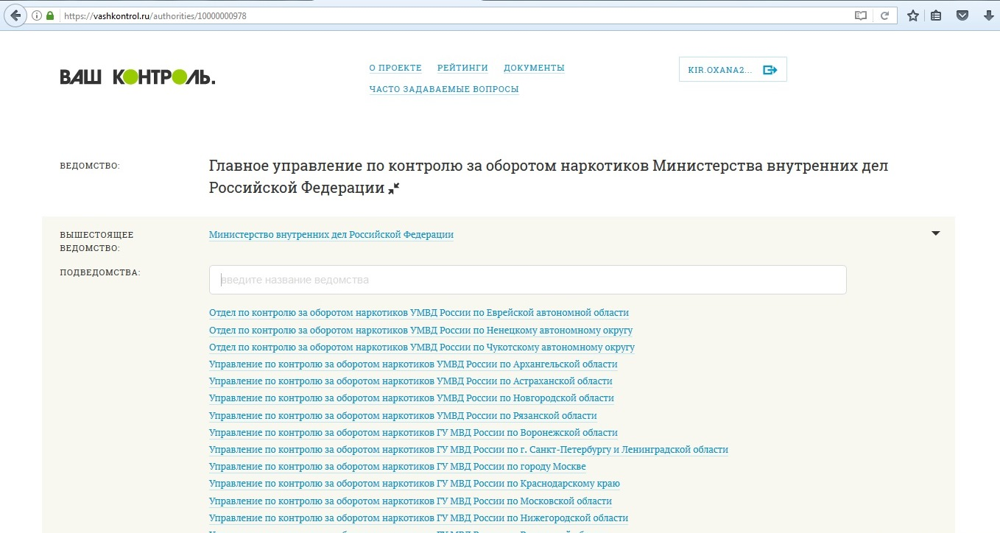 https://vashkontrol.ru/authorities/10000000978
ВАШ КОНТРОЛЬ.
О ПРОЕКТЕ РЕЙТИНГИ ДОКУМЕНТЫ
ЧАСТО ЗАДАВАЕМЫЕ ВОПРОСЫ
KIR.OXANA2...
ВЕДОМСТВО:
Главное управление по контролю за оборотом наркотиков Министерства внутренних дел
Российской Федерации
ВЫШЕСТОЯЩЕЕ
ВЕДОМСТВО:
Министерство внутренних дел Российской Федерации
ПОДВЕДОМСТВА:
введите название ведомства
Отдел по контролю за оборотом наркотиков УМВД России по Еврейской автономной области
Отдел по контролю за оборотом наркотиков УМВД России по Ненецкому автономному округу
Отдел по контролю за оборотом наркотиков УМВД России по Чукотскому автономному округу
Управление по контролю за оборотом наркотиков УМВД России по Архангельской области
Управление по контролю за оборотом наркотиков УМВД России по Астраханской области
Управление по контролю за оборотом наркотиков УМВД России по Новгородской области
Управление по контролю за оборотом наркотиков УМВД России по Рязанской области
Управление по контролю за оборотом наркотиков ГУ МВД России по Воронежской области
Управление по контролю за оборотом наркотиков ГУ МВД России по г. Санкт-Петербургу и Ленинградской области
Управление по контролю за оборотом наркотиков ГУ МВД России по городу Москве
Управление по контролю за оборотом наркотиков ГУ МВД России по Краснодарскому краю
Управление по контролю за оборотом наркотиков ГУ МВД России по Московской области
Управление по контролю за оборотом наркотиков ГУ МВД России по Нижегородской области